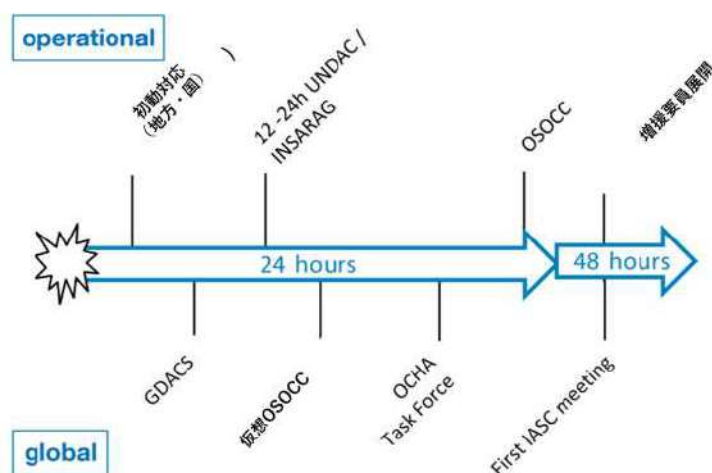 operational
初動対応
(地方・国)
)
12 -24h UNDAC /
INSARAG
OSOCC
増援要員展開
24 hours
48 hours
GDACS
仮想OSOCC
OCHA
Task Force
First IASC meeting
global